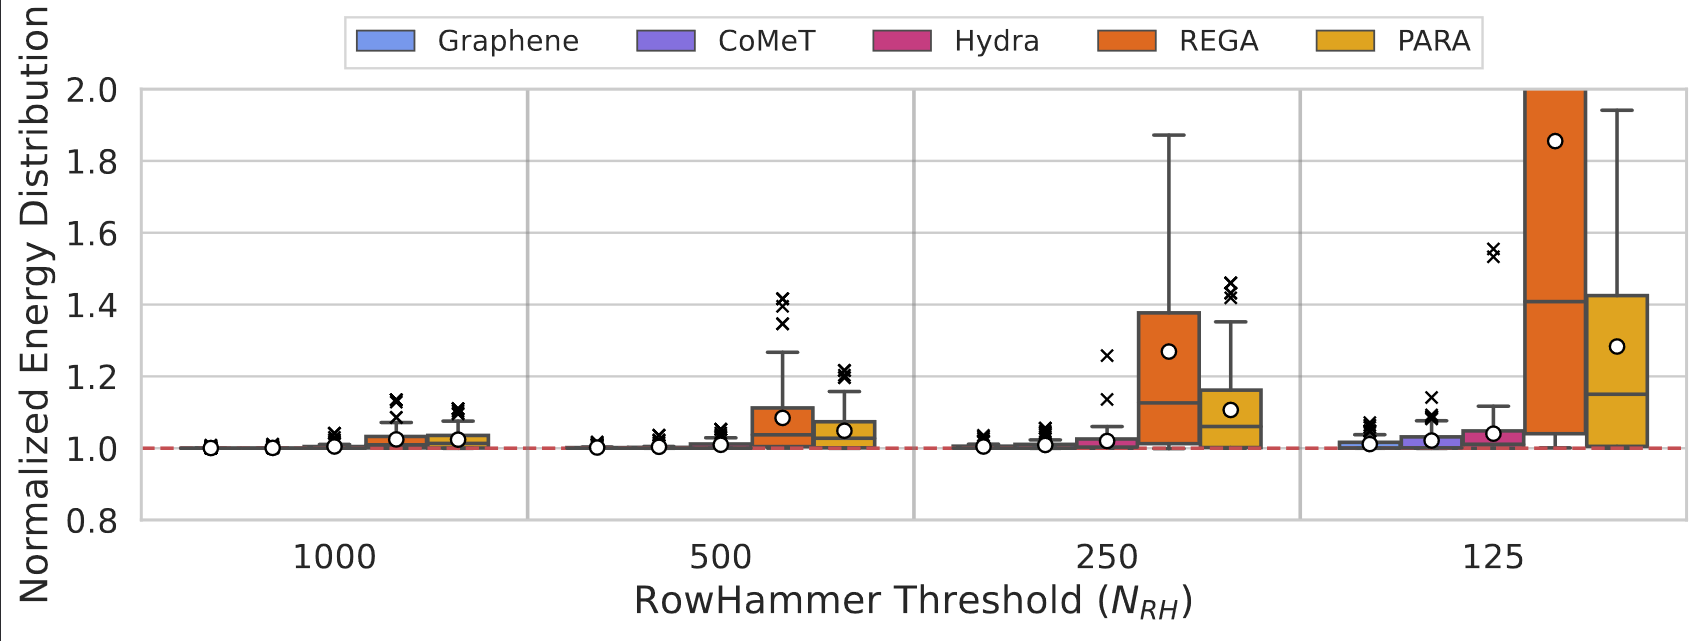 Graphene CoMeT Hydra REGA PARA
Normalized Energy Distribution
2.0
1.8
1.6
1.4
1.2
1.0
0.8
1000 500 250 125
RowHammer Threshold (N_RH)